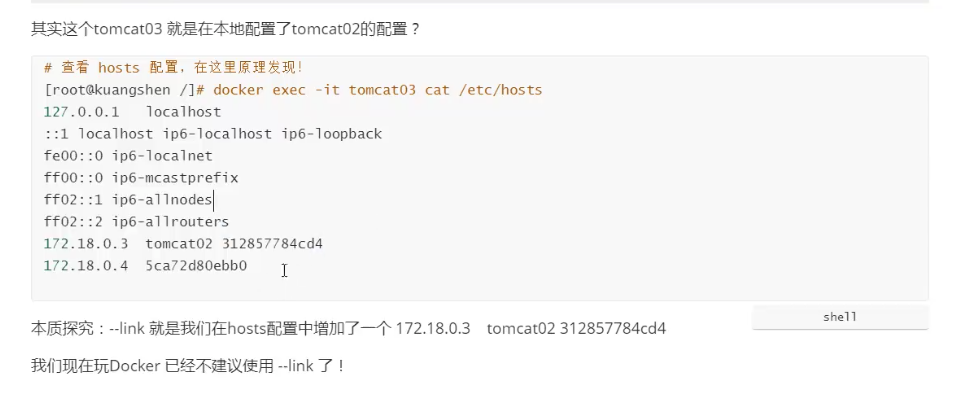 其实这个tomcat03 就是在本地配置了tomcat02的配置？
# 查看 hosts 配置，在这里原理发现！
[root@kuangshen /]# docker exec -it tomcat03 cat /etc/hosts
127.0.0.1   localhost
::1 localhost ip6-localhost ip6-loopback
fe00::0 ip6-localnet
ff00::0 ip6-mcastprefix
ff02::1 ip6-allnodes
ff02::2 ip6-allrouters
172.18.0.3  tomcat02 312857784cd4
172.18.0.4  5ca72d80ebb0
shell
本质探究：--link 就是我们在hosts配置中增加了一个 172.18.0.3    tomcat02 312857784cd4
我们现在玩Docker 已经不建议使用 --link 了！